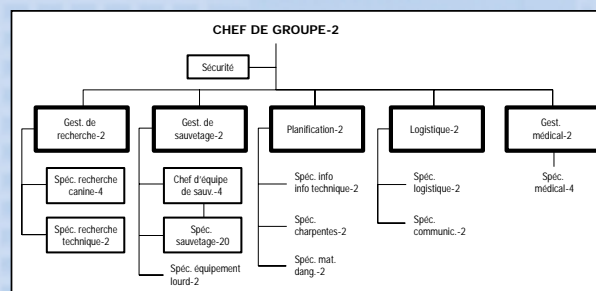 CHEF DE GROUPE-2
Sécurité
Gest. de
recherche-2
Gest. de
sauvetage-2
Planification-2
Logistique-2
Gest.
médical-2
Spéc. recherche
canine-4
Spéc. recherche
technique-2
Chef d'équipe
de sauv.-4
Spéc.
sauvetage-20
Spéc. équipement
lourd-2
Spéc. info
info technique-2
Spéc.
charpentes-2
Spéc. mat.
dang.-2
Spéc.
logistique-2
Spéc.
communic.-2
Spéc.
médical-4